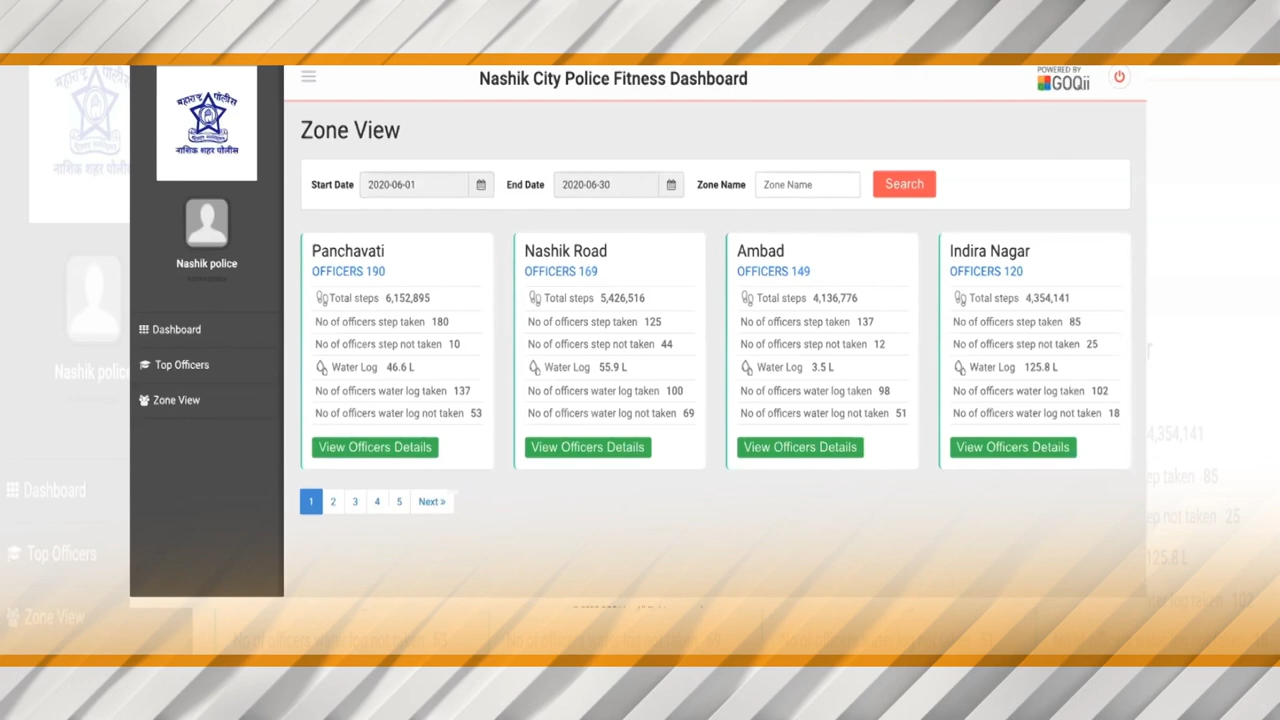 Nashik City Police Fitness Dashboard
POWERED BY
GOQii
महाराष्ट्र पोलीस
नाशिक शहर पोलीस
Nashik police
Dashboard
Top Officers
Zone View
Zone View
Start Date 2020-06-01 End Date 2020-06-30 Zone Name Zone Name Search
Panchavati
OFFICERS 190
Total steps 6,152,895
No of officers step taken 180
No of officers step not taken 10
Water Log 46.6 L
No of officers water log taken 137
No of officers water log not taken 53
View Officers Details
Nashik Road
OFFICERS 169
Total steps 5,426,516
No of officers step taken 125
No of officers step not taken 44
Water Log 55.9 L
No of officers water log taken 100
No of officers water log not taken 69
View Officers Details
Ambad
OFFICERS 149
Total steps 4,136,776
No of officers step taken 137
No of officers step not taken 12
Water Log 3.5 L
No of officers water log taken 98
No of officers water log not taken 51
View Officers Details
Indira Nagar
OFFICERS 120
Total steps 4,354,141
No of officers step taken 85
No of officers step not taken 25
Water Log 125.8 L
No of officers water log taken 102
No of officers water log not taken 18
View Officers Details
1 2 3 4 5 Next »